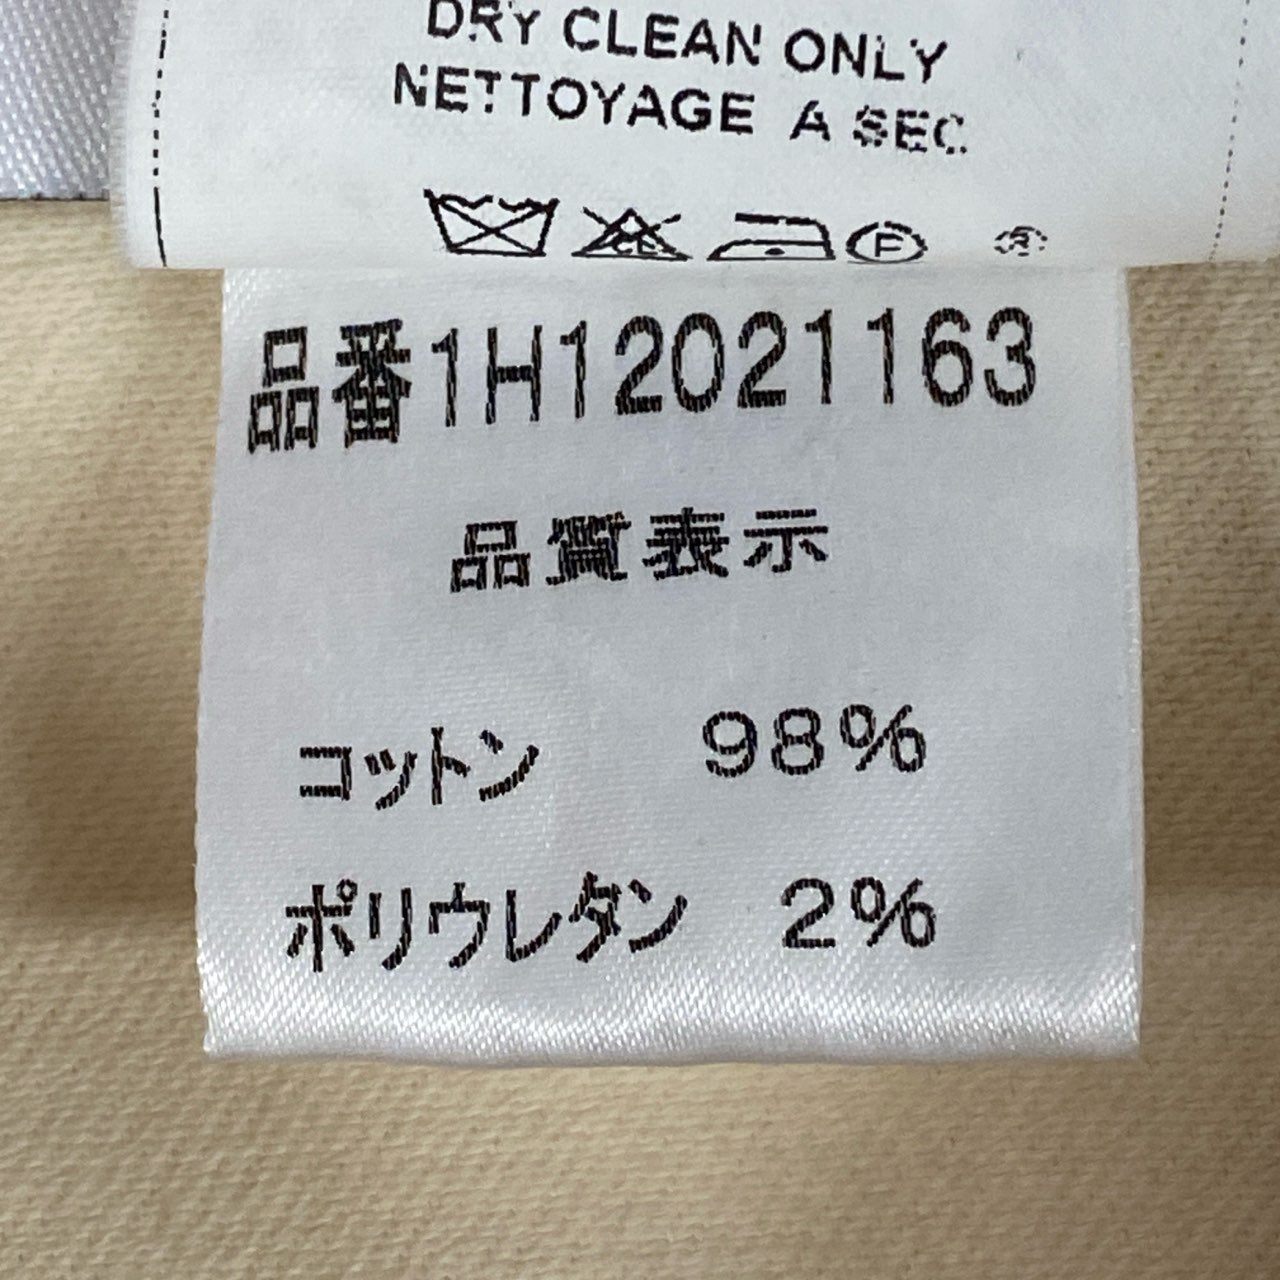 DRY CLEAN ONLY
NETTOYAGE A SEC
CL F ®
品番1H12021163
品質表示
コットン 98%
ポリウレタン 2%